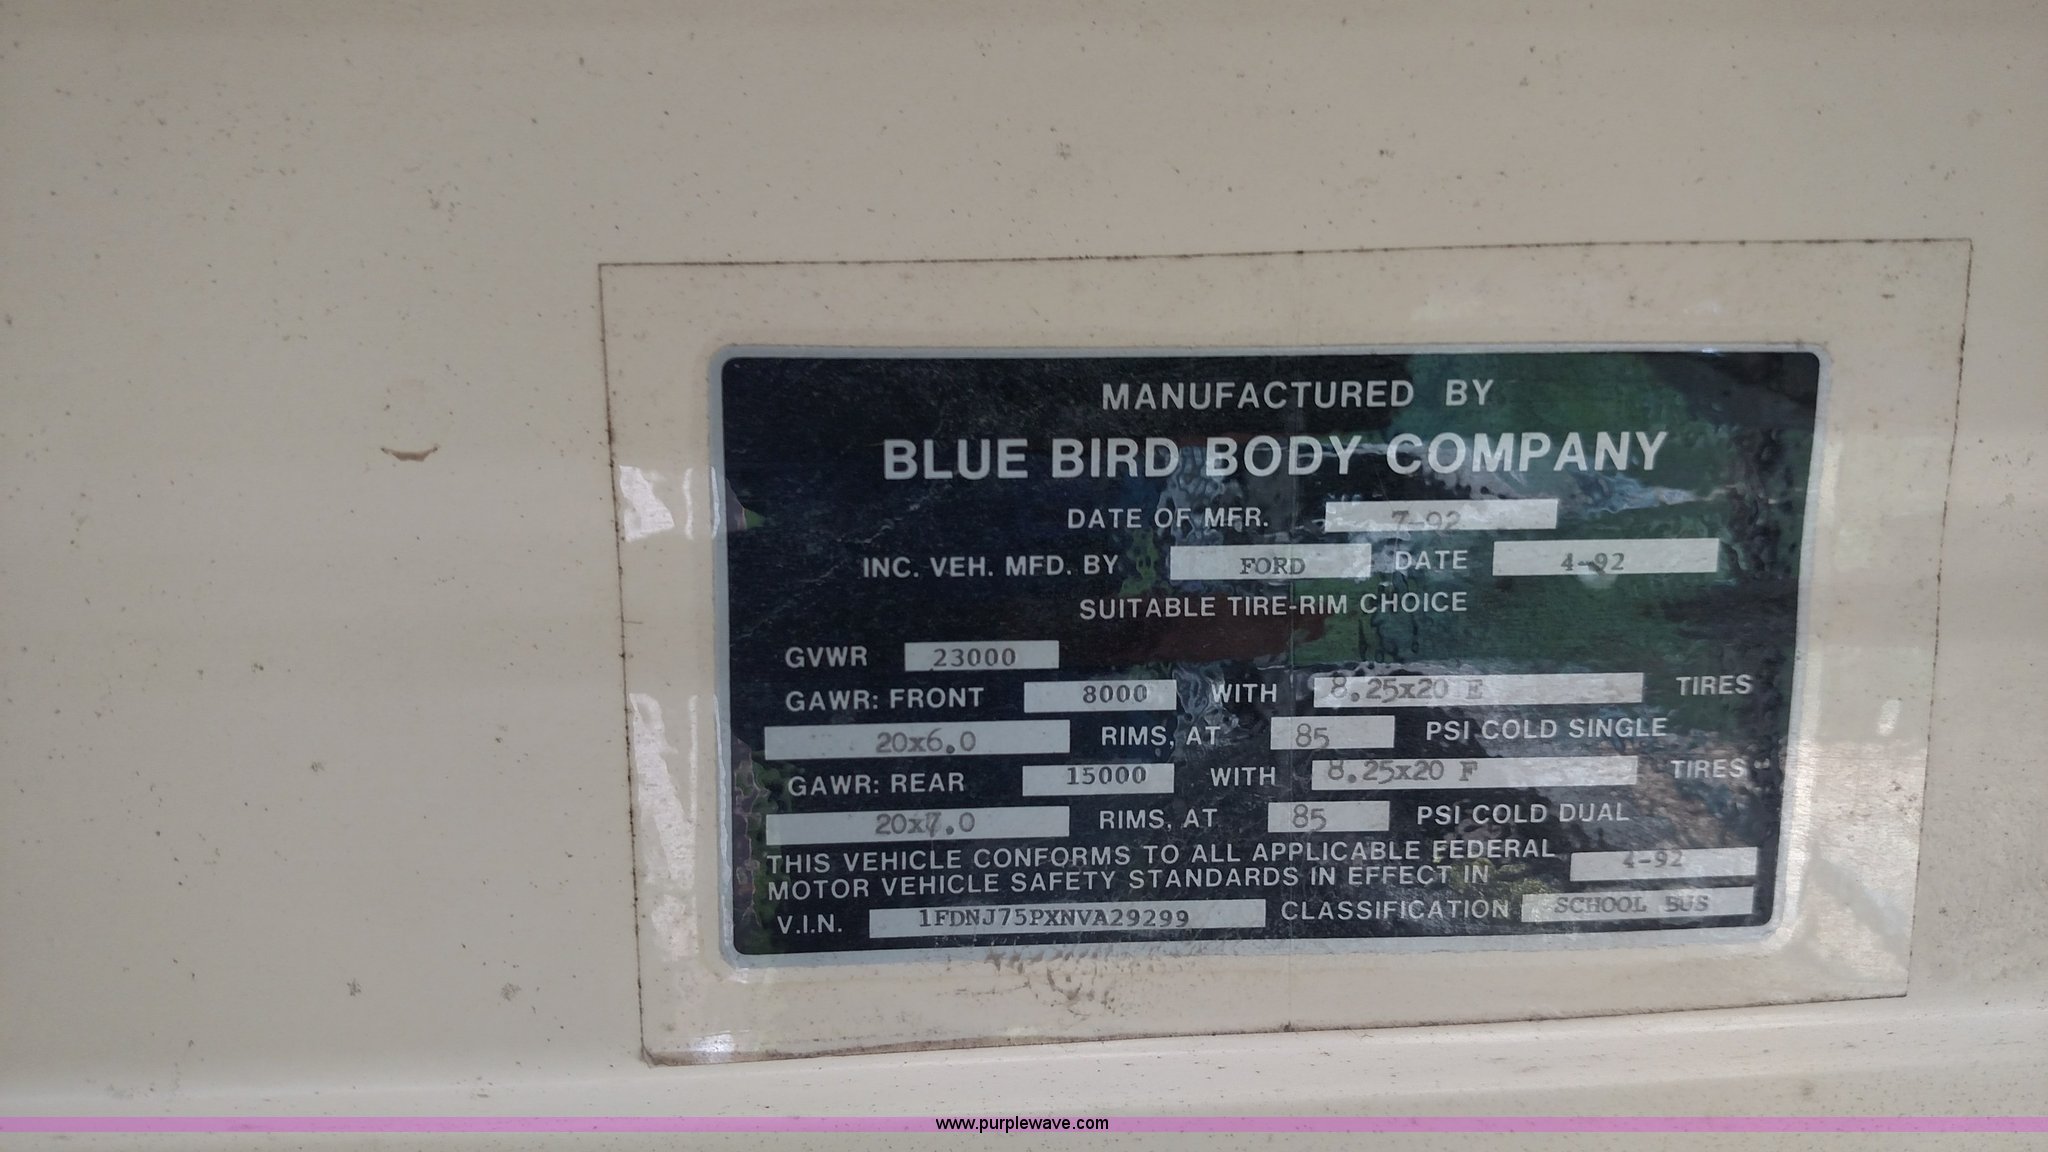 MANUFACTURED BY
BLUE BIRD BODY COMPANY
DATE OF MFR. 7-92
INC. VEH. MFD. BY FORD DATE 4-92
SUITABLE TIRE-RIM CHOICE
GVWR 23000
GAWR: FRONT 8000 WITH 8.25x20 E TIRES
20x6.0 RIMS, AT 85 PSI COLD SINGLE
GAWR: REAR 15000 WITH 8.25x20 F TIRES
20x7.0 RIMS, AT 85 PSI COLD DUAL
THIS VEHICLE CONFORMS TO ALL APPLICABLE FEDERAL
MOTOR VEHICLE SAFETY STANDARDS IN EFFECT IN 4-92
V.I.N. 1FDNJ75PXNVA29299 CLASSIFICATION SCHOOL BUS
www.purplewave.com